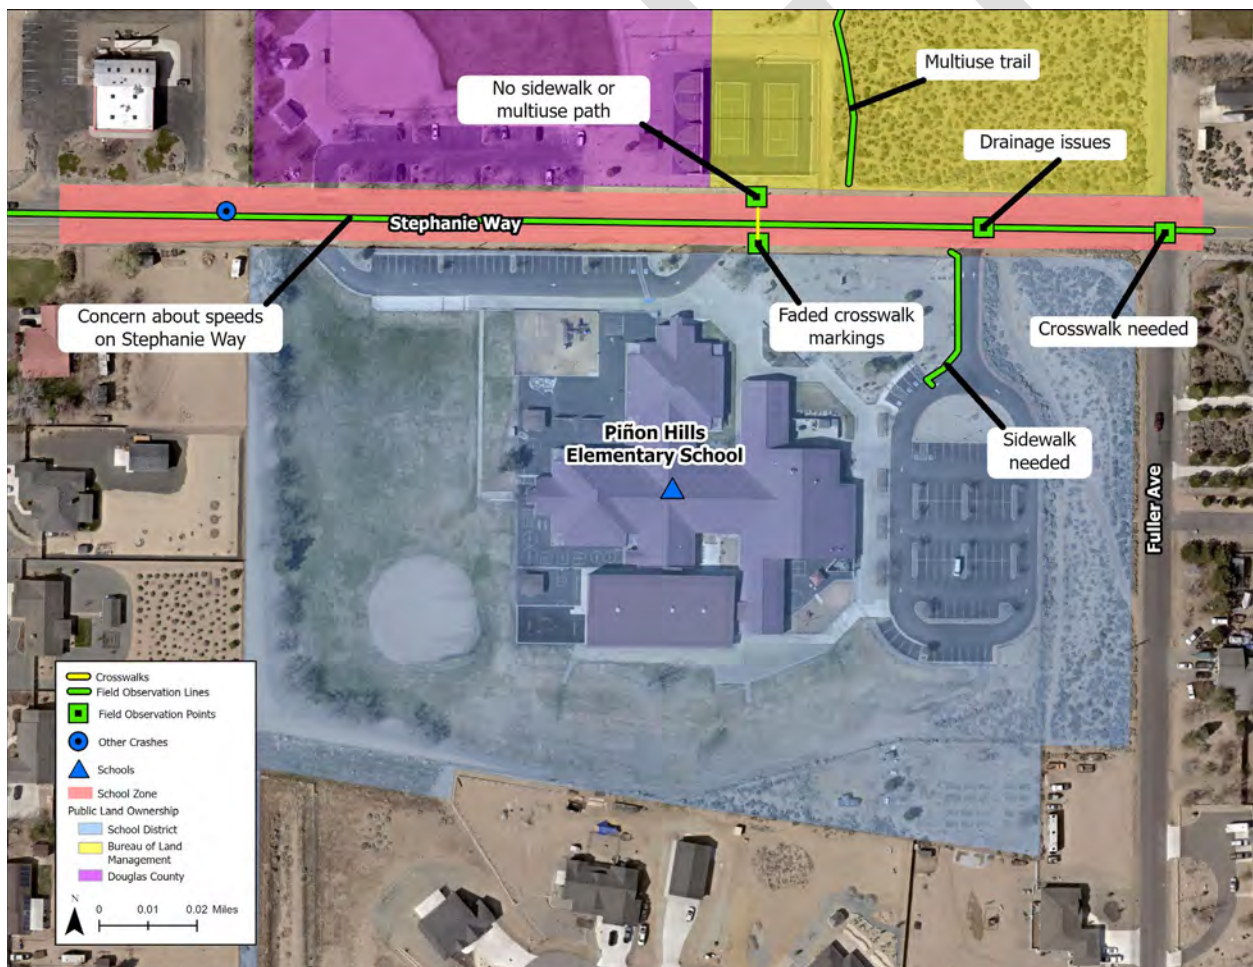 No sidewalk or
multiuse path
Multiuse trail
Drainage issues
Stephanie Way
Concern about speeds
on Stephanie Way
Faded crosswalk
markings
Crosswalk needed
Sidewalk
needed
Piñon Hills
Elementary School
Fuller Ave
Crosswalks
Field Observation Lines
Field Observation Points
Other Crashes
Schools
School Zone
Public Land Ownership
School District
Bureau of Land
Management
Douglas County
N
0 0.01 0.02 Miles